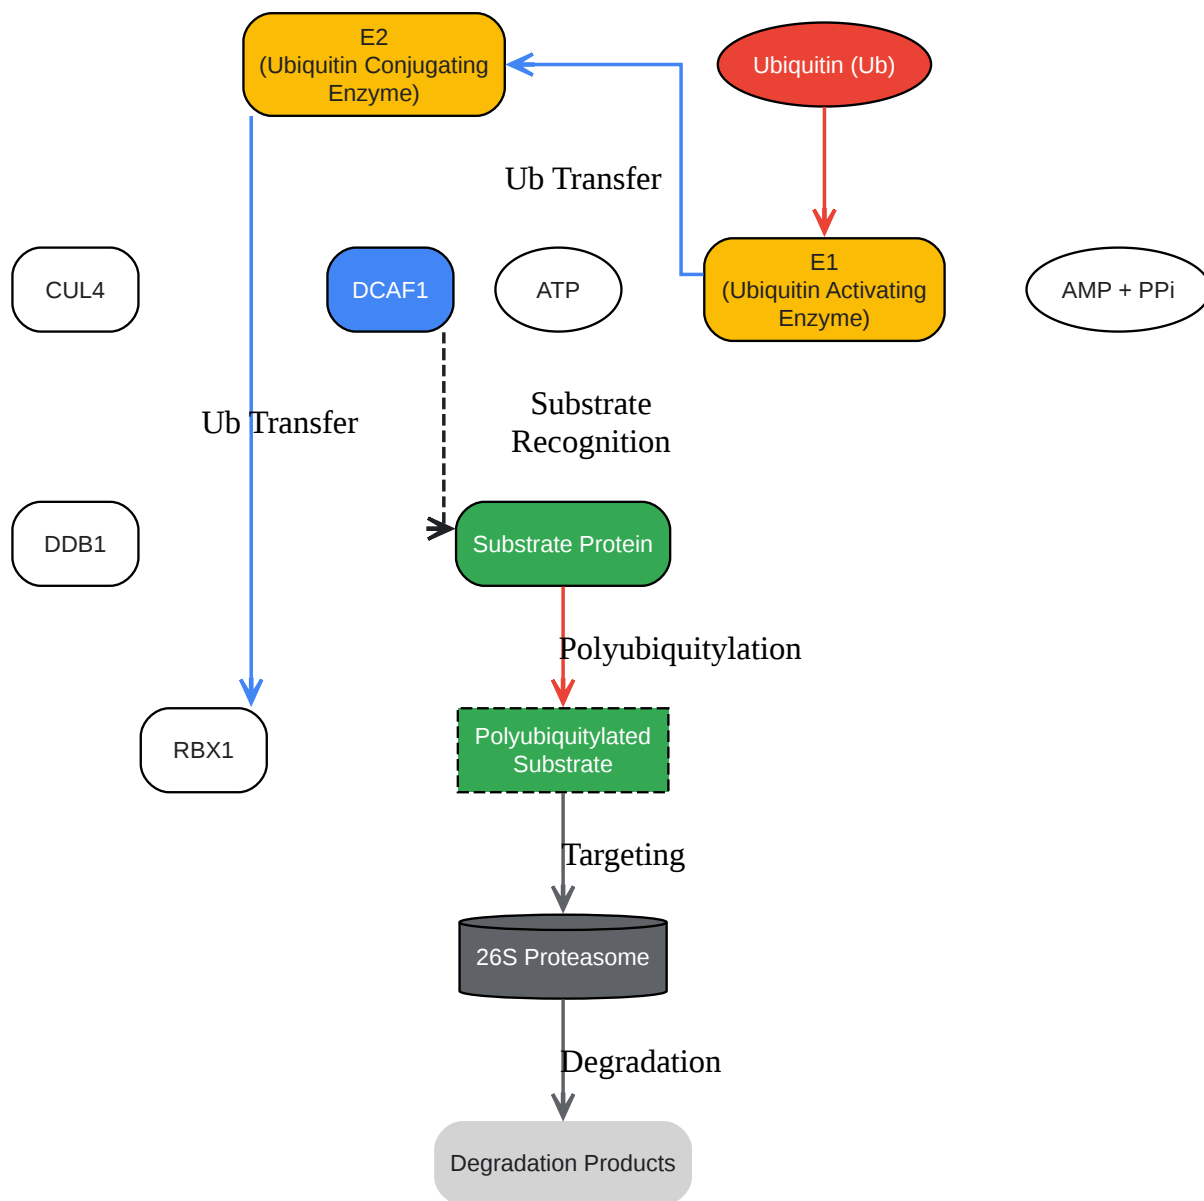 E2
(Ubiquitin Conjugating
Enzyme)
Ubiquitin (Ub)
Ub Transfer
CUL4
DCAF1
ATP
E1
(Ubiquitin Activating
Enzyme)
AMP + PPi
Ub Transfer
Substrate
Recognition
DDB1
Substrate Protein
Polyubiquitylation
RBX1
Polyubiquitylated
Substrate
Targeting
26S Proteasome
Degradation
Degradation Products